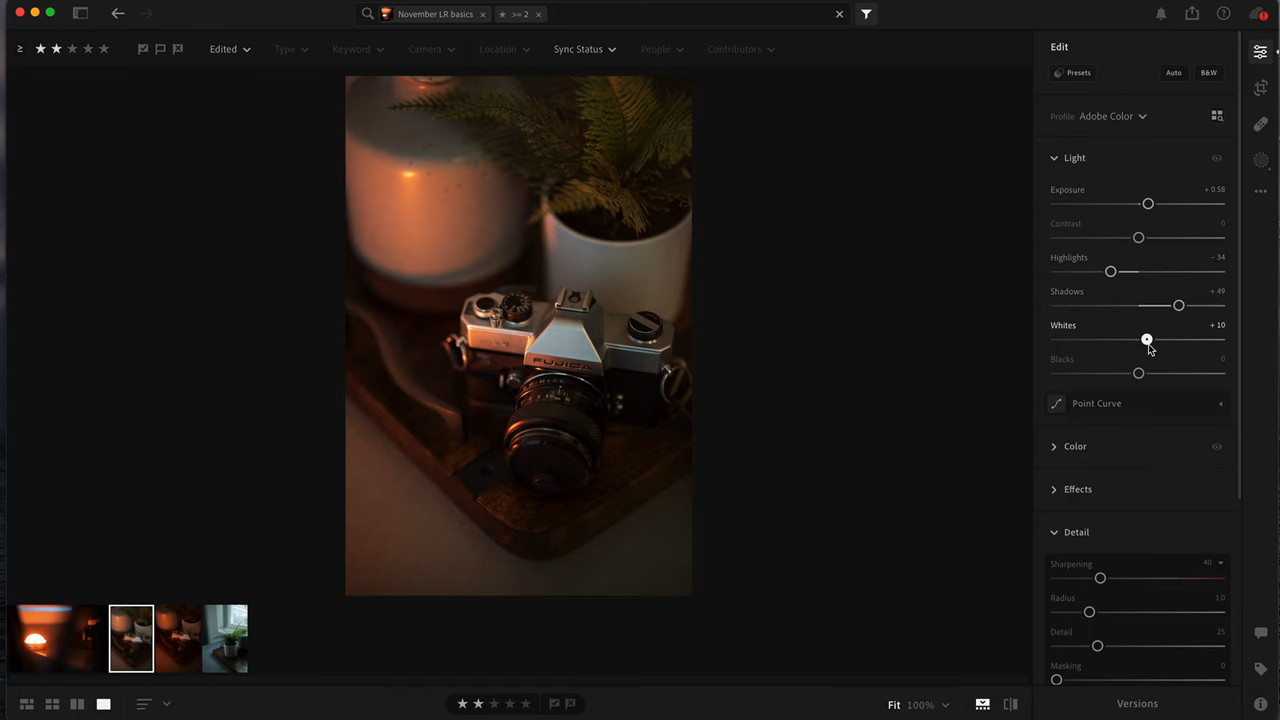 November LR basics × ★ >= 2 ×
≥ Edited Type Keyword Camera Location Sync Status People Contributors
Edit
Presets Auto B&W
Profile Adobe Color
Light
Exposure + 0.58
Contrast 0
Highlights − 34
Shadows + 49
Whites + 10
Blacks 0
Point Curve
Color
Effects
Detail
Sharpening 40
Radius 1.0
Detail 25
Masking 0
FUJICA
Fit 100%
Versions